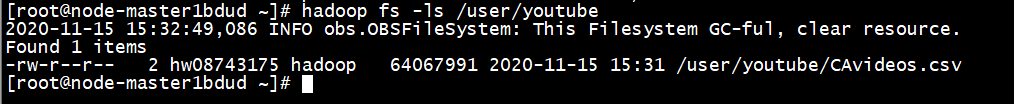 [root@node-master1bdud ~]# hadoop fs -ls /user/youtube
2020-11-15 15:32:49,086 INFO obs.OBSFileSystem: This Filesystem GC-ful, clear resource.
Found 1 items
-rw-r--r--   2 hw08743175 hadoop   64067991 2020-11-15 15:31 /user/youtube/CAvideos.csv
[root@node-master1bdud ~]#